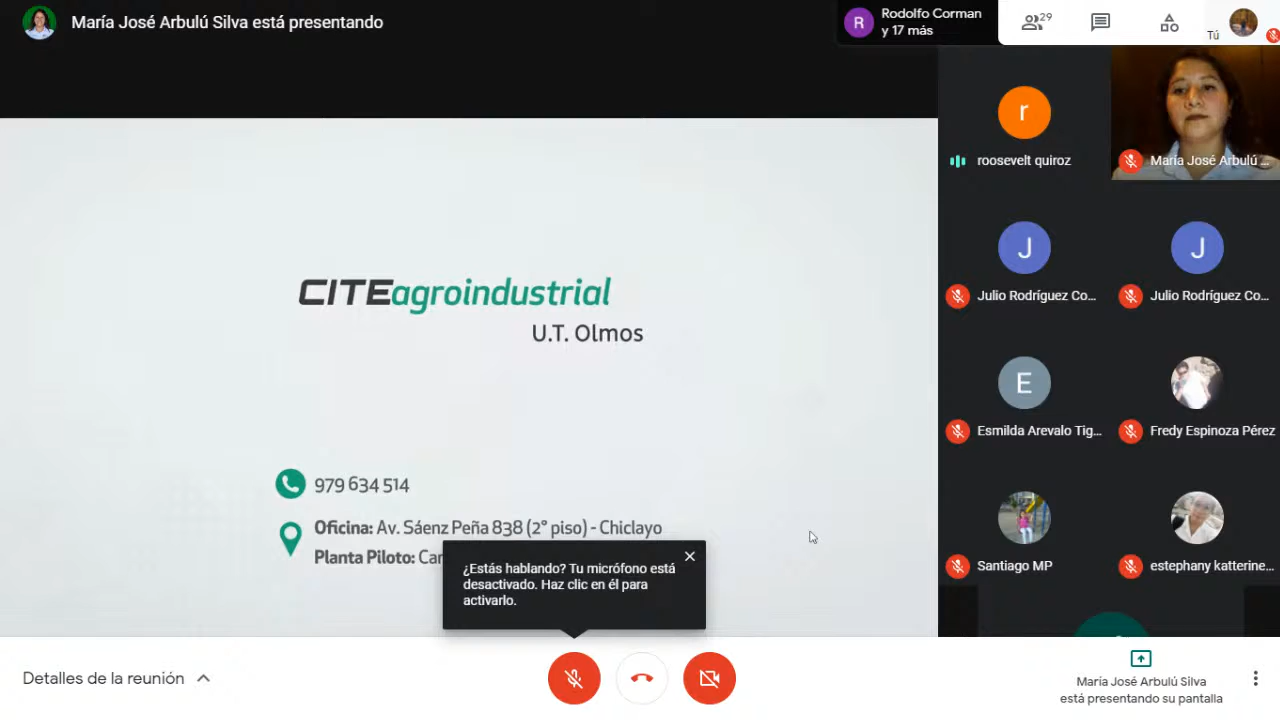 María José Arbulú Silva está presentando
R
Rodolfo Corman
y 17 más
29
Tú
r
roosevelt quiroz
María José Arbulú ...
J
Julio Rodríguez Co...
J
Julio Rodríguez Co...
E
Esmilda Arevalo Tig...
Fredy Espinoza Pérez
Santiago MP
estephany katterine...
CITEagroindustrial
U.T. Olmos
979 634 514
Oficina: Av. Sáenz Peña 838 (2° piso) - Chiclayo
Planta Piloto:
¿Estás hablando? Tu micrófono está
desactivado. Haz clic en él para
activarlo.
Detalles de la reunión
María José Arbulú Silva
está presentando su pantalla